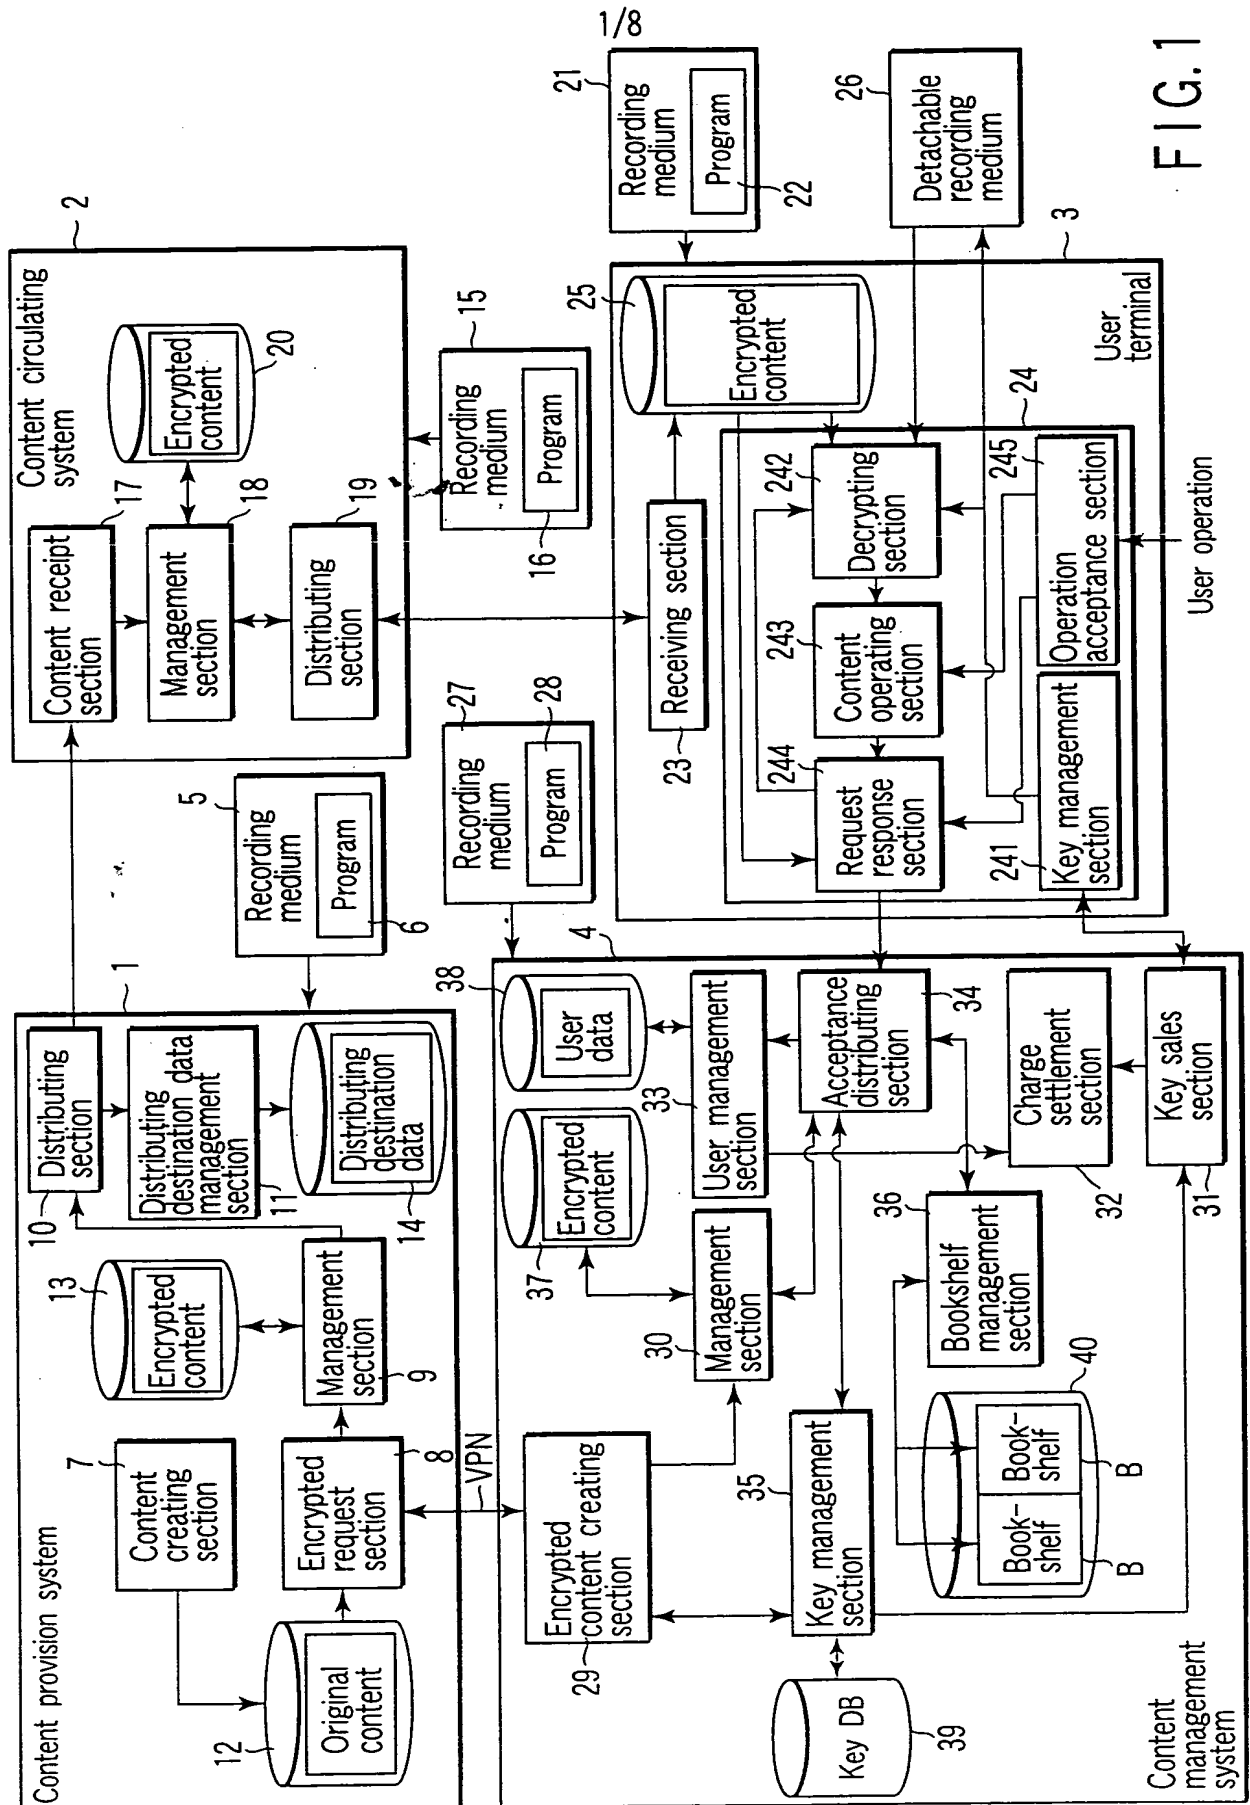 1/8
Content provision system
1
7
Content
creating
section
12
Original
content
Encrypted
request
section
8
13
Encrypted
content
Management
section
9
10
Distributing
section
Distributing
destination data
management
section
11
Distributing
destination
data
14
5
Recording
medium
Program
6
Content circulating
system
2
Content receipt
section
17
Management
section
18
Encrypted
content
20
Distributing
section
19
15
Recording
medium
Program
16
21
Recording
medium
Program
22
26
Detachable
recording
medium
27
Recording
medium
Program
28
VPN
3
User
terminal
25
Encrypted
content
23
Receiving section
24
242
Decrypting
section
243
Content
operating
section
244
Request
response
section
241
Key management
section
245
Operation
acceptance section
User operation
4
Content
management
system
Encrypted
content creating
section
29
30
Management
section
37
Encrypted
content
38
User
data
33
User management
section
Acceptance
distributing
section
34
35
Key management
section
Key DB
39
36
Bookshelf
management
section
40
Book-
shelf
B
Book-
shelf
B
Charge
settlement
section
32
Key sales
section
31
FIG. 1